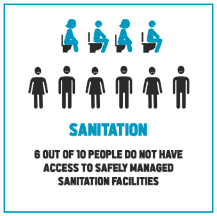 SANITATION
6 OUT OF 10 PEOPLE DO NOT HAVE
ACCESS TO SAFELY MANAGED
SANITATION FACILITIES